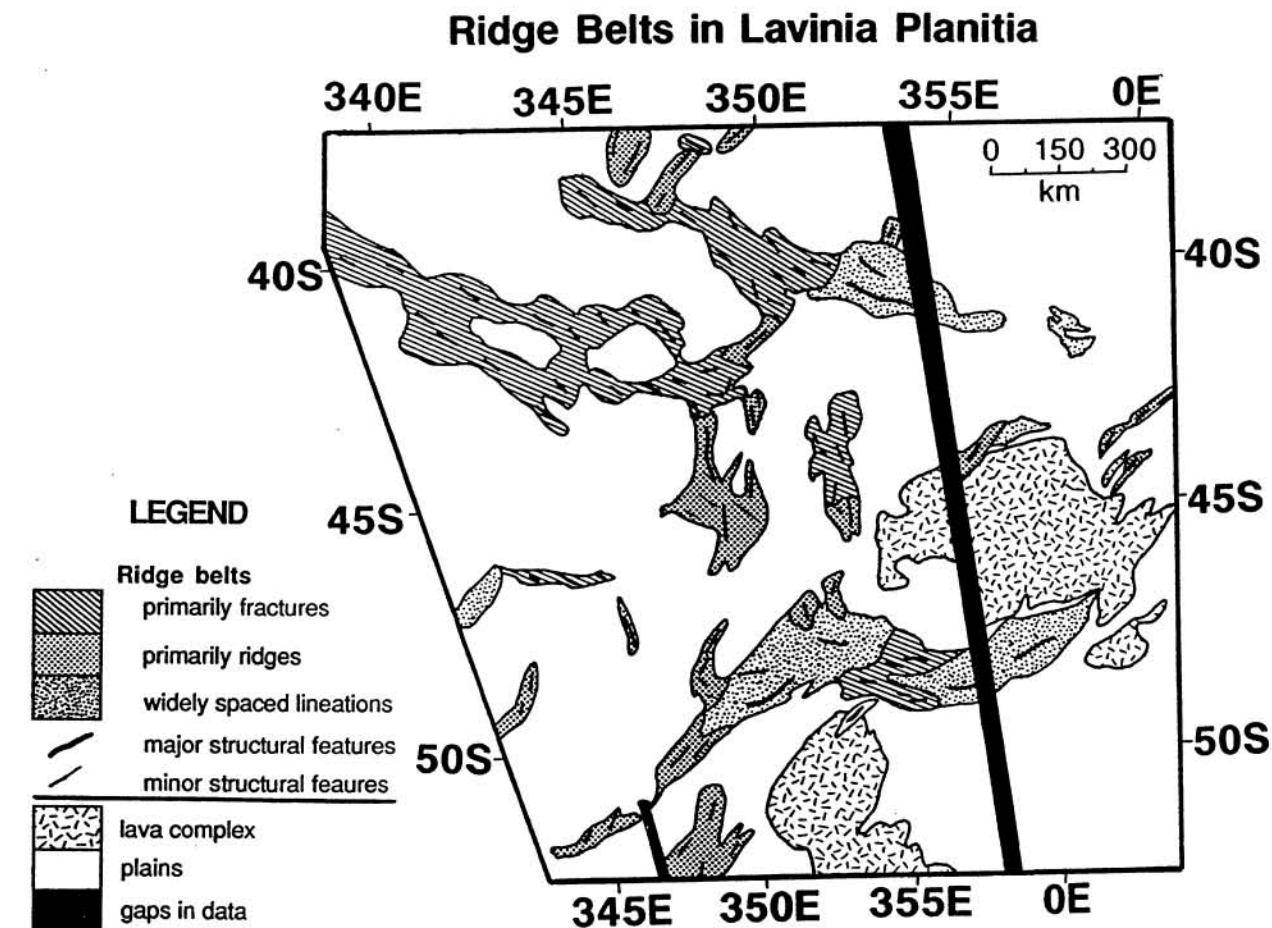 Ridge Belts in Lavinia Planitia
340E 345E 350E 355E 0E
0 150 300
km
40S 40S
45S 45S
50S 50S
345E 350E 355E 0E
LEGEND
Ridge belts
primarily fractures
primarily ridges
widely spaced lineations
major structural features
minor structural feaures
lava complex
plains
gaps in data